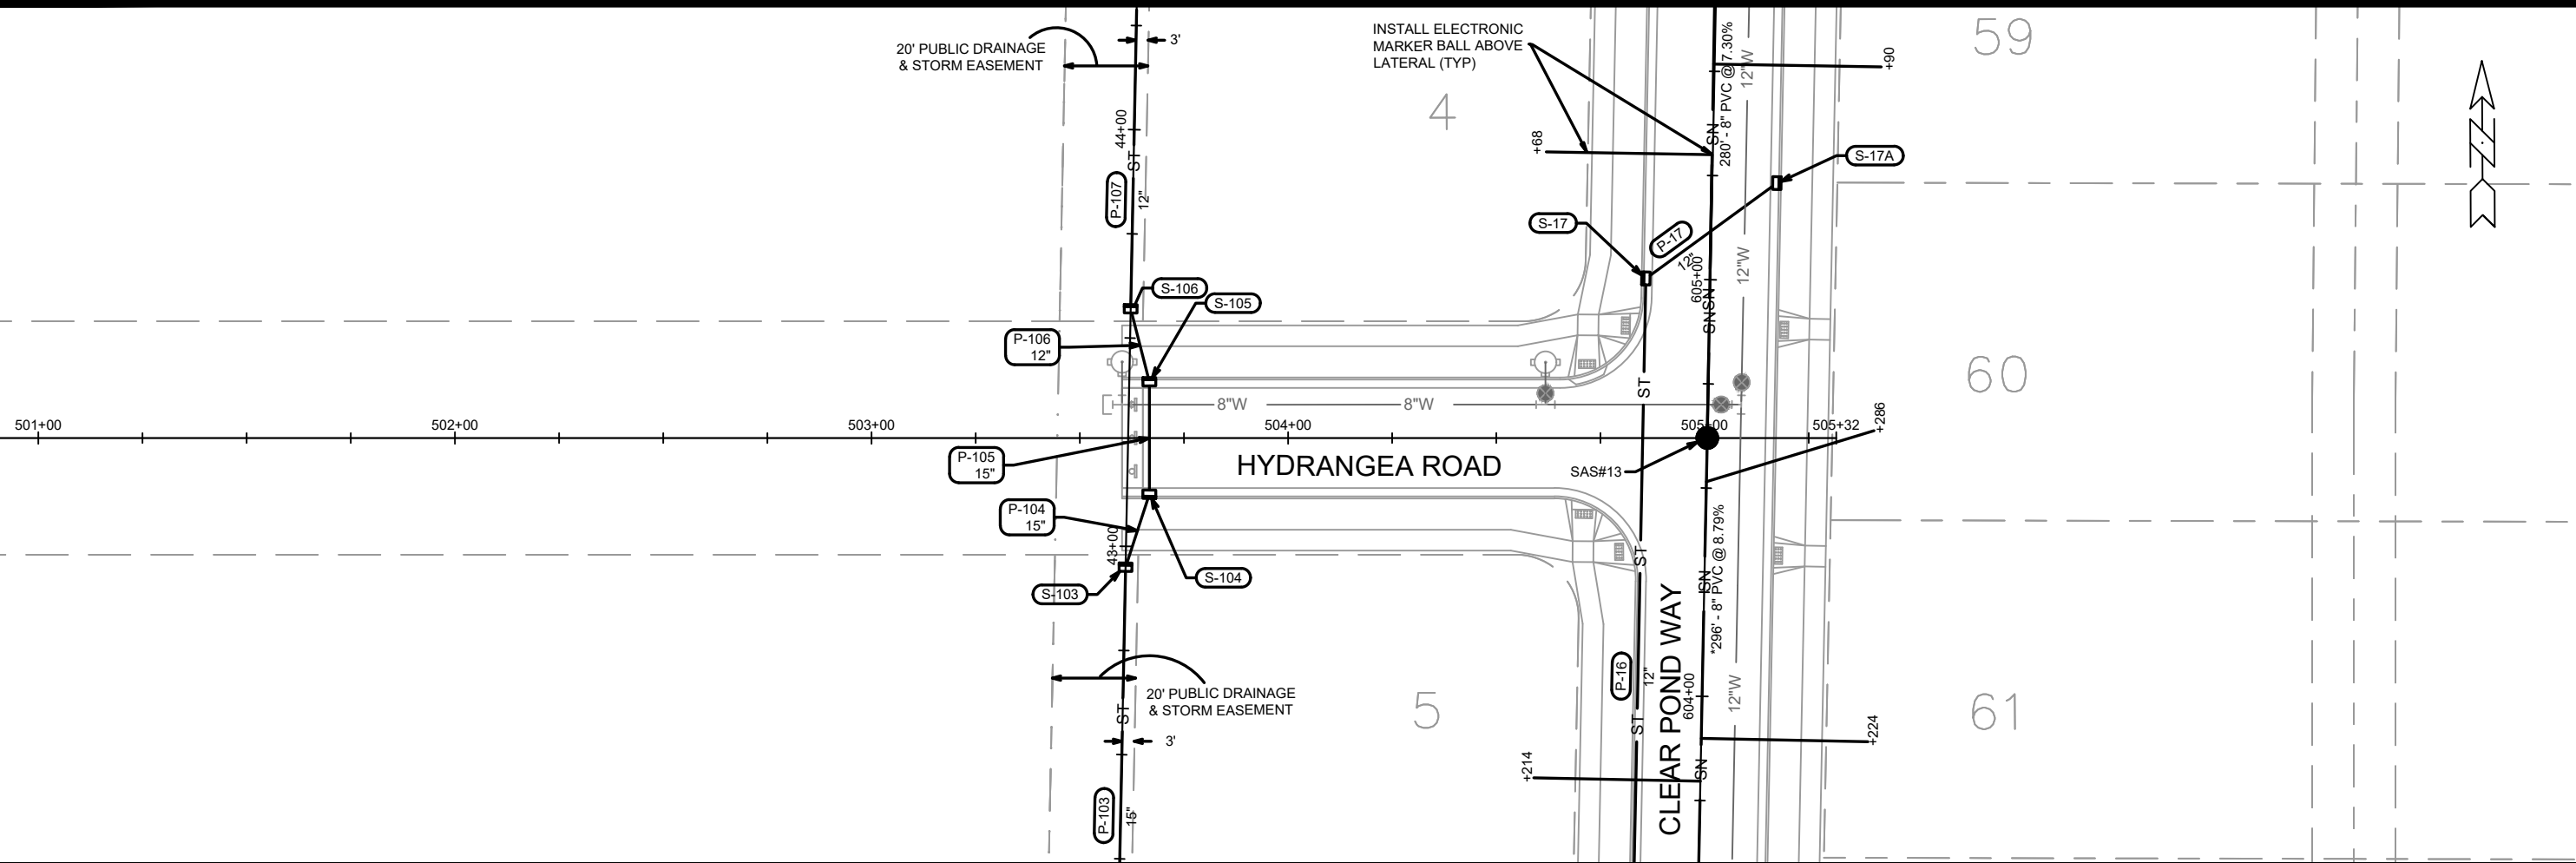 20' PUBLIC DRAINAGE
& STORM EASEMENT
3'
INSTALL ELECTRONIC
MARKER BALL ABOVE
LATERAL (TYP)
59
+90
280' - 8" PVC @ 7.30%
12"W
SN
4
44+00
ST
+68
S-17A
P-107
12"
S-17
P-17
12"
605+00
12"W
N
S-106
S-105
SNSN
P-106
12"
60
ST
8"W
8"W
501+00
502+00
503+00
504+00
505+00
505+32
+286
P-105
15"
HYDRANGEA ROAD
SAS#13
P-104
15"
43+00
ST
SN
*296' - 8" PVC @ 8.79%
S-104
S-103
CLEAR POND WAY
P-16
12"
604+00
12"W
20' PUBLIC DRAINAGE
& STORM EASEMENT
ST
5
61
ST
3'
+224
+214
SN
P-103
15"